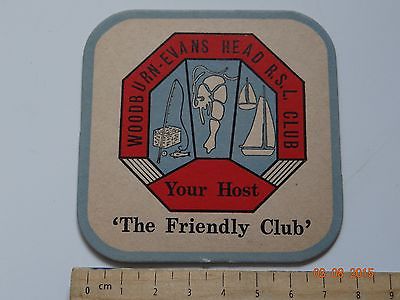 WOODBURN-EVANS HEAD R.S.L. CLUB
Your Host
'The Friendly Club'
08 08 2015
0 cm 1 2 3 4 5 6 7 8 9